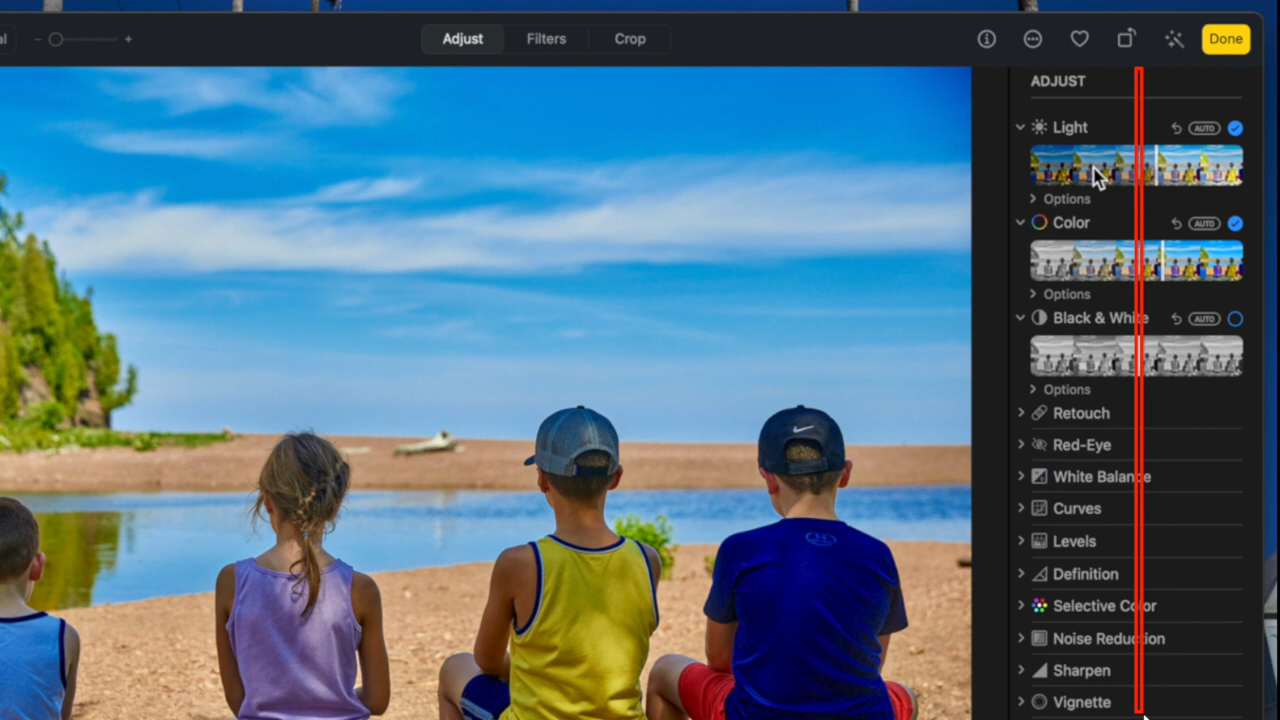 Adjust Filters Crop Done
ADJUST
Light AUTO
Options
Color AUTO
Options
Black & White AUTO
Options
Retouch
Red-Eye
White Balance
Curves
Levels
Definition
Selective Color
Noise Reduction
Sharpen
Vignette